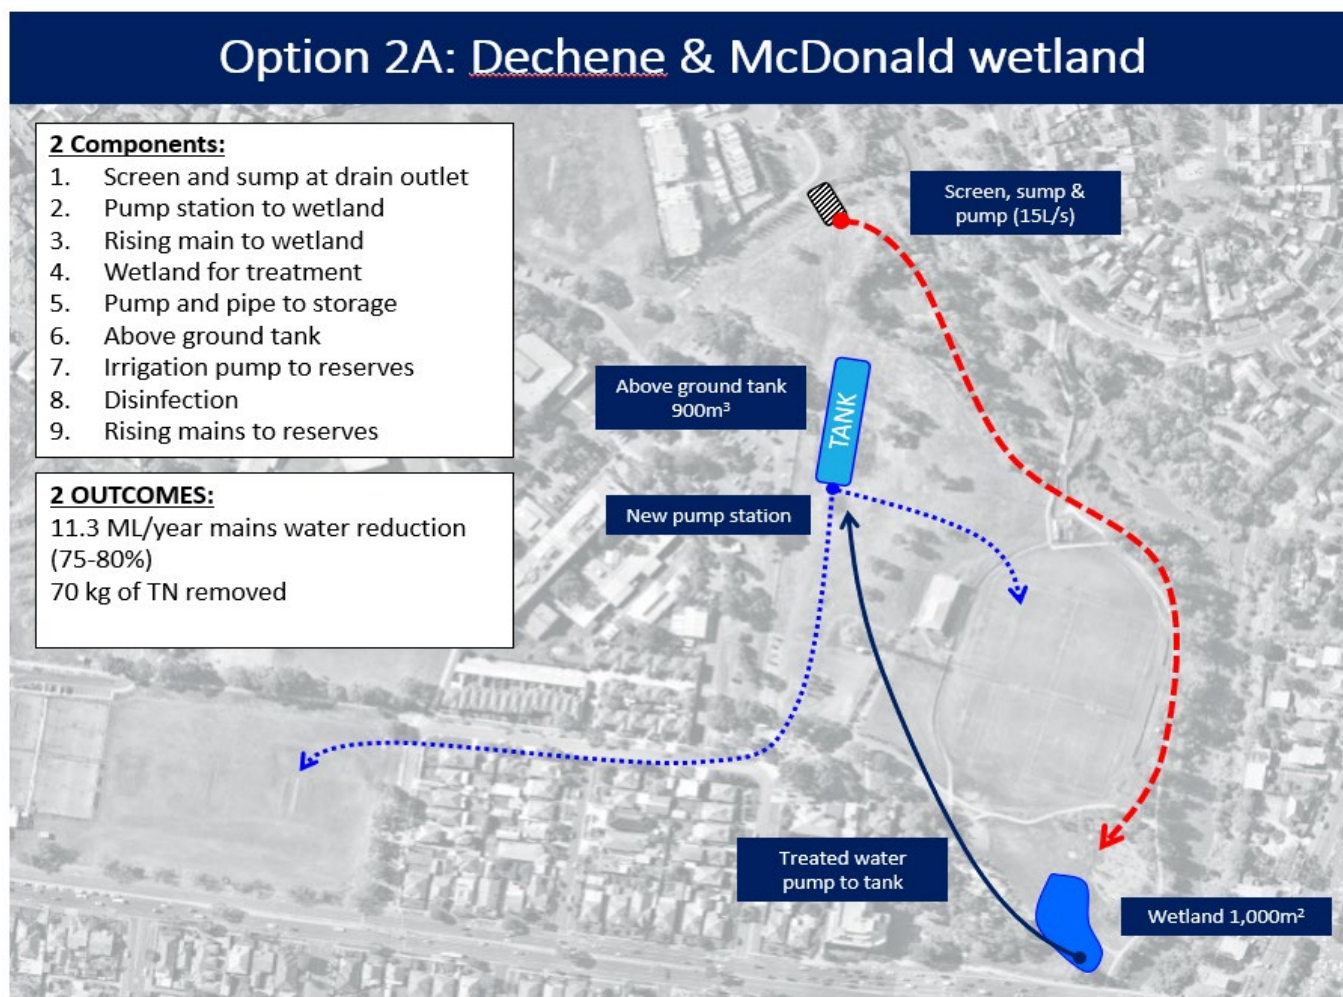 Option 2A: Dechene & McDonald wetland
2 Components:
1. Screen and sump at drain outlet
2. Pump station to wetland
3. Rising main to wetland
4. Wetland for treatment
5. Pump and pipe to storage
6. Above ground tank
7. Irrigation pump to reserves
8. Disinfection
9. Rising mains to reserves
2 OUTCOMES:
11.3 ML/year mains water reduction
(75-80%)
70 kg of TN removed
Screen, sump &
pump (15L/s)
Above ground tank
900m³
TANK
New pump station
Treated water
pump to tank
Wetland 1,000m²